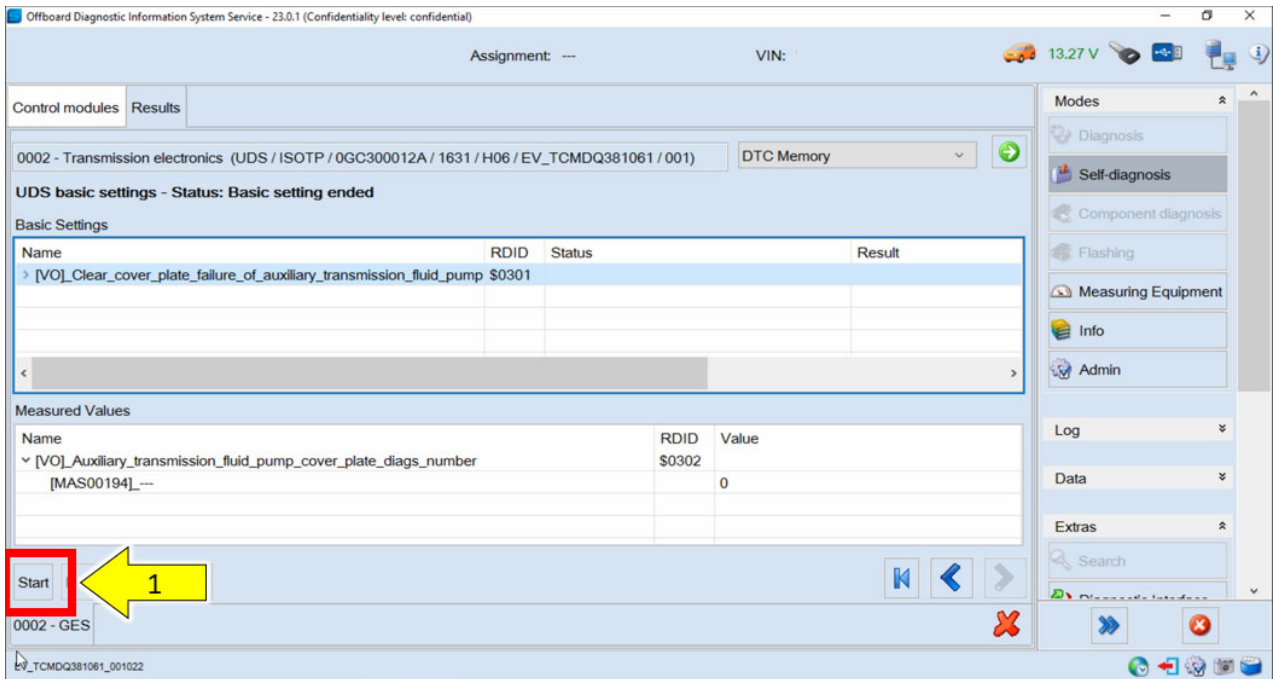 Offboard Diagnostic Information System Service - 23.0.1 (Confidentiality level: confidential)
Assignment: --- VIN: 13.27 V
Control modules Results
0002 - Transmission electronics (UDS / ISOTP / 0GC300012A / 1631 / H06 / EV_TCMDQ381061 / 001) DTC Memory
UDS basic settings - Status: Basic setting ended
Basic Settings
Name RDID Status Result
[VO]_Clear_cover_plate_failure_of_auxiliary_transmission_fluid_pump $0301
Measured Values
Name RDID Value
[VO]_Auxiliary_transmission_fluid_pump_cover_plate_diags_number $0302
[MAS00194]_--- 0
Start
1
0002 - GES
EV_TCMDQ381061_001022
Modes
Diagnosis
Self-diagnosis
Component diagnosis
Flashing
Measuring Equipment
Info
Admin
Log
Data
Extras
Search